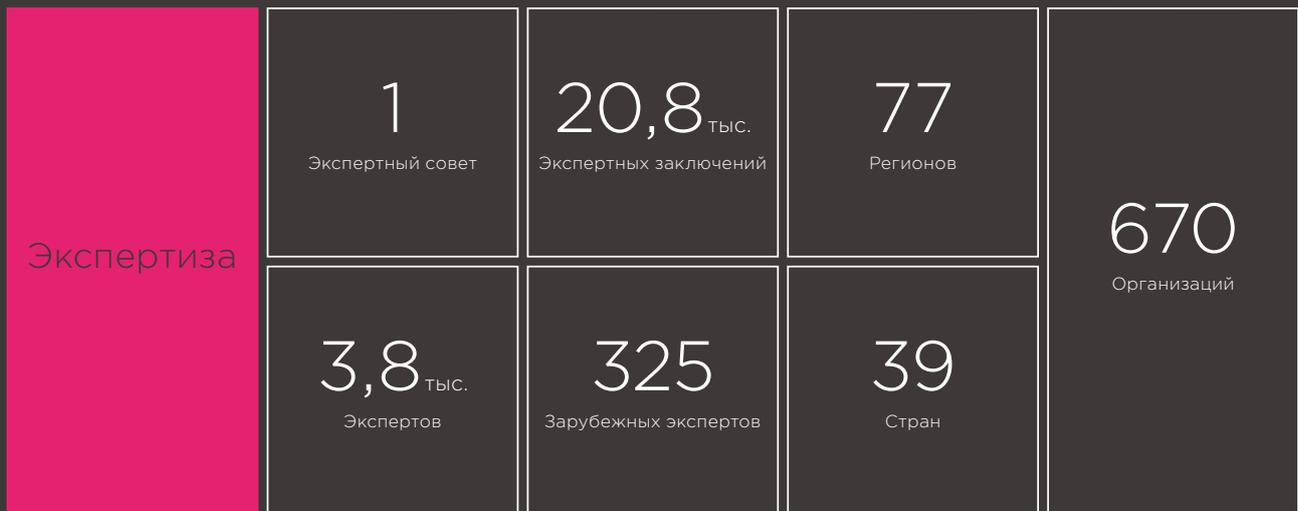 Экспертиза
1
Экспертный совет
20,8 тыс.
Экспертных заключений
77
Регионов
670
Организаций
3,8 тыс.
Экспертов
325
Зарубежных экспертов
39
Стран